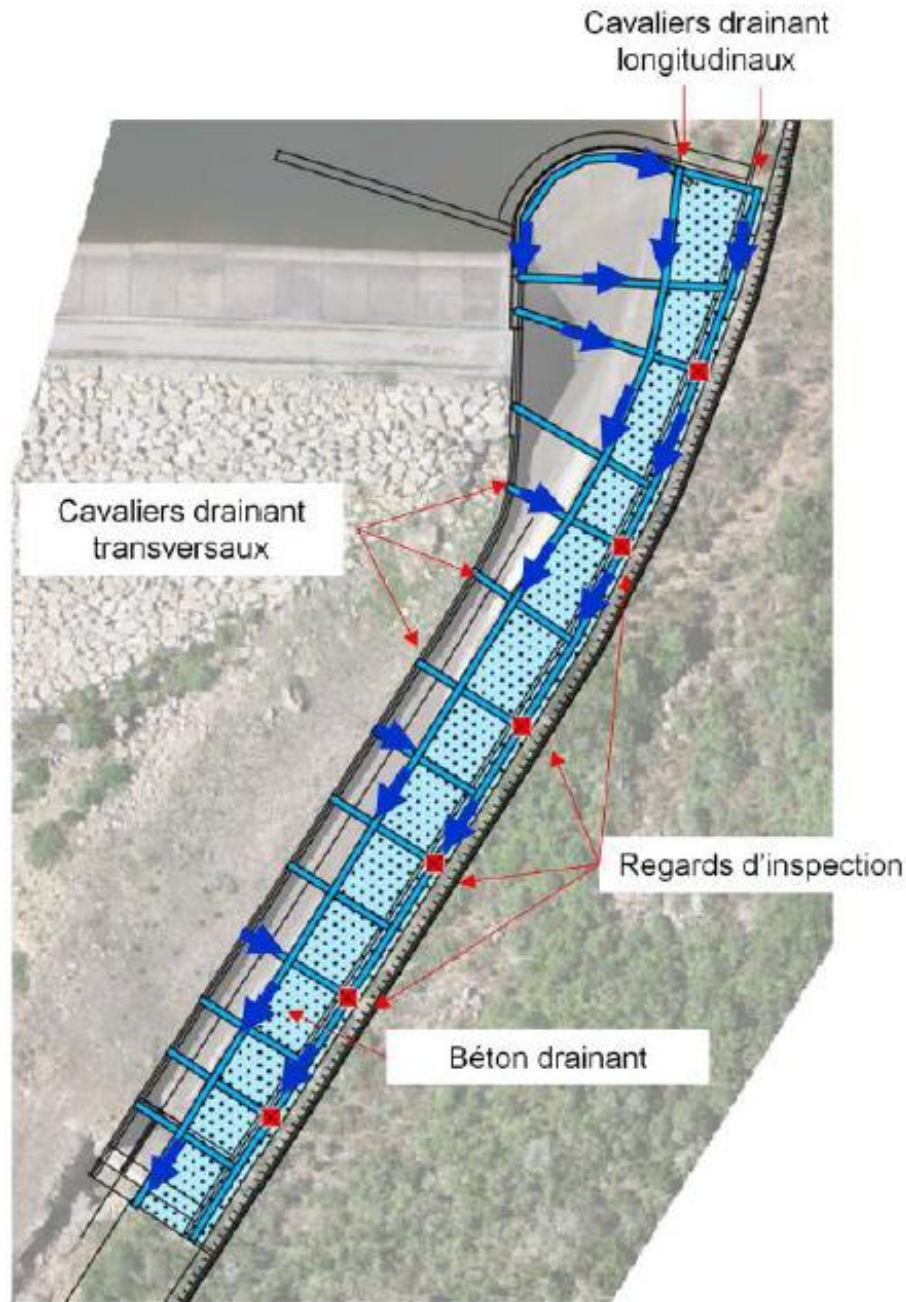 Cavaliers drainant
longitudinaux
Cavaliers drainant
transversaux
Regards d'inspection
Béton drainant